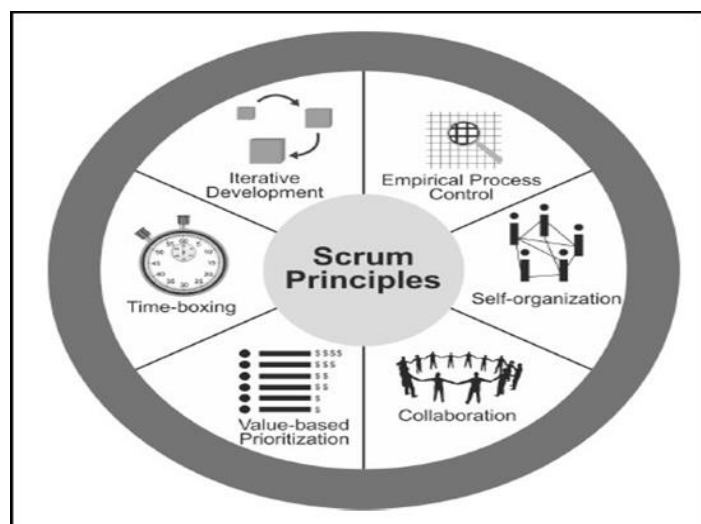 Scrum
Principles
Iterative
Development
Empirical Process
Control
Self-organization
Collaboration
Value-based
Prioritization
$$$$
$$$
$$
$$
$
$
Time-boxing